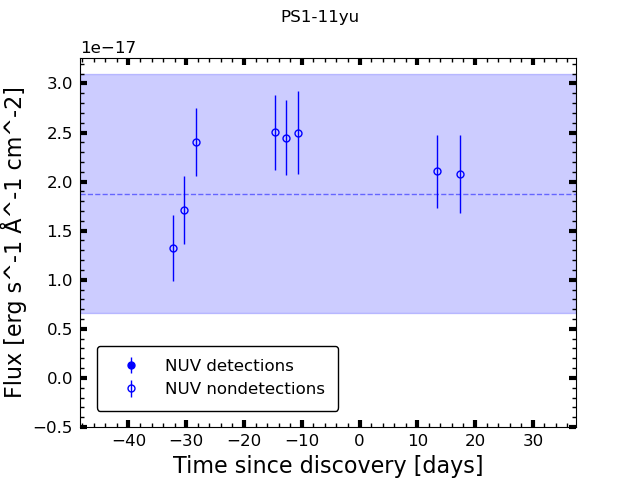 PS1-11yu
1e−17
Flux [erg s^-1 Å^-1 cm^-2]
3.0
2.5
2.0
1.5
1.0
0.5
0.0
−0.5
NUV detections
NUV nondetections
−40 −30 −20 −10 0 10 20 30
Time since discovery [days]